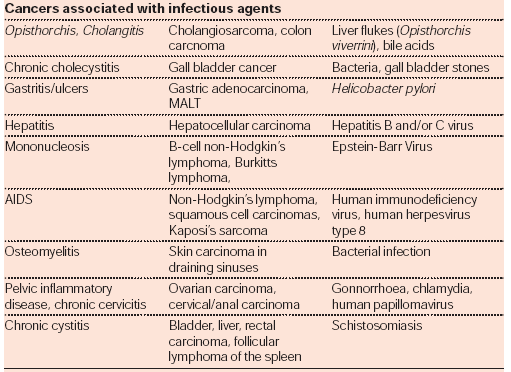 Cancers associated with infectious agents
Opisthorchis, Cholangitis Cholangiosarcoma, colon Liver flukes (Opisthorchis
carcnoma viverrini), bile acids
Chronic cholecystitis Gall bladder cancer Bacteria, gall bladder stones
Gastritis/ulcers Gastric adenocarcinoma, Helicobacter pylori
MALT
Hepatitis Hepatocellular carcinoma Hepatitis B and/or C virus
Mononucleosis B-cell non-Hodgkin's Epstein-Barr Virus
lymphoma, Burkitts
lymphoma,
AIDS Non-Hodgkin's lymphoma, Human immunodeficiency
squamous cell carcinomas, virus, human herpesvirus
Kaposi's sarcoma type 8
Osteomyelitis Skin carcinoma in Bacterial infection
draining sinuses
Pelvic inflammatory Ovarian carcinoma, Gonnorrhoea, chlamydia,
disease, chronic cervicitis cervical/anal carcinoma human papillomavirus
Chronic cystitis Bladder, liver, rectal Schistosomiasis
carcinoma, follicular
lymphoma of the spleen